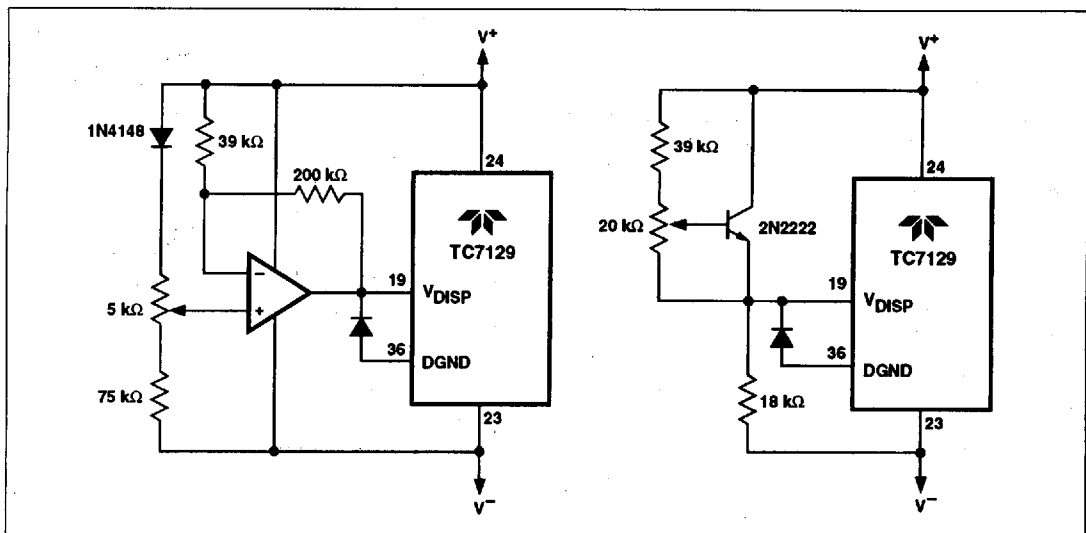 V+
1N4148
39 kΩ
200 kΩ
24
TC7129
5 kΩ
−
+
19
VDISP
36
DGND
75 kΩ
23
V−
V+
39 kΩ
24
20 kΩ
2N2222
TC7129
19
VDISP
36
DGND
18 kΩ
23
V−